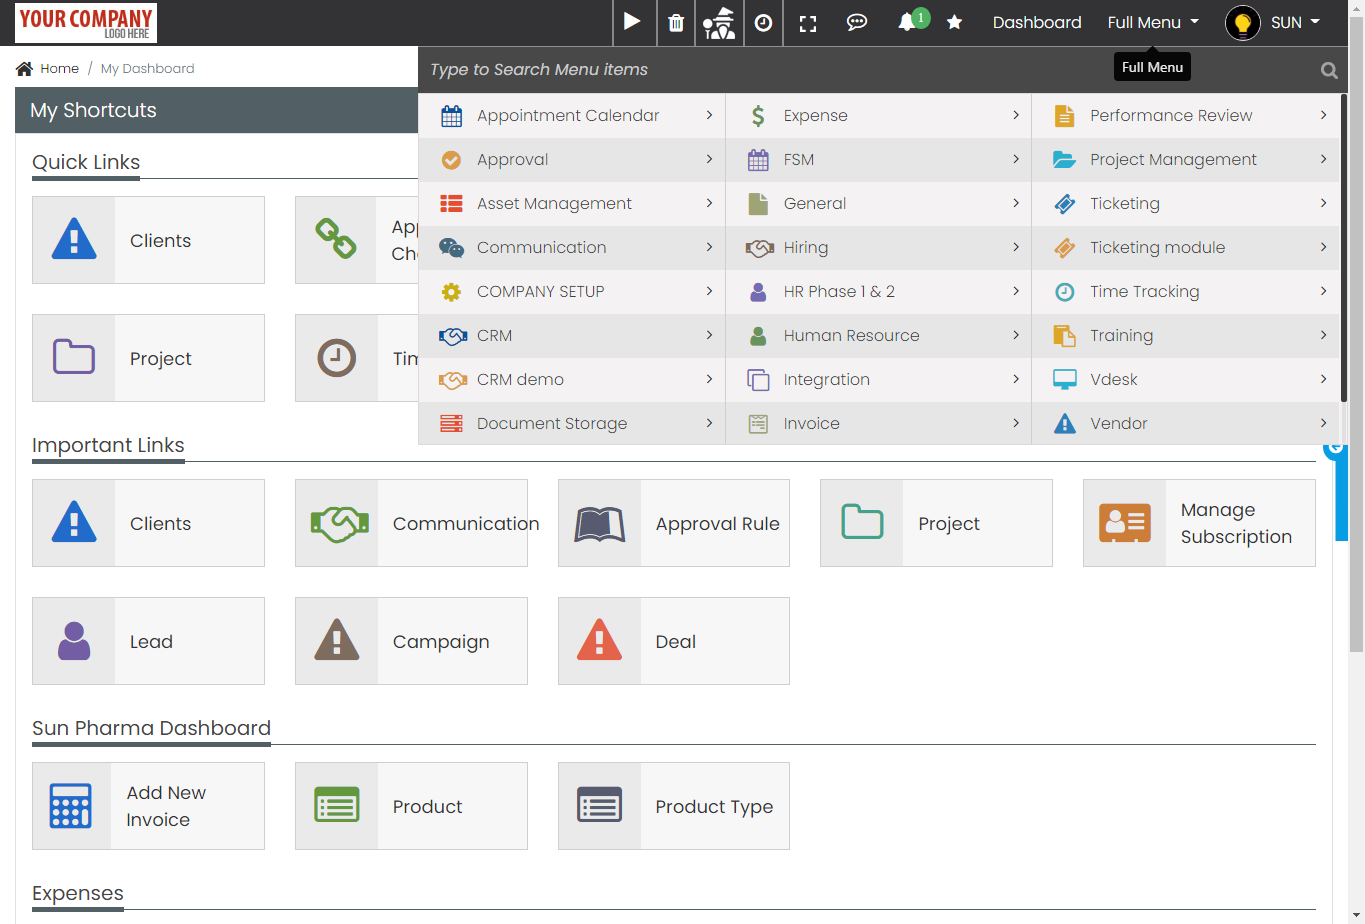 YOUR COMPANY
LOGO HERE
1
Dashboard
Full Menu
SUN
Home / My Dashboard
Type to Search Menu items
Full Menu
My Shortcuts
Appointment Calendar
Expense
Performance Review
Approval
FSM
Project Management
Asset Management
General
Ticketing
Communication
Hiring
Ticketing module
COMPANY SETUP
HR Phase 1 & 2
Time Tracking
CRM
Human Resource
Training
CRM demo
Integration
Vdesk
Document Storage
Invoice
Vendor
Quick Links
Clients
App
Che
Project
Tim
Important Links
Clients
Communication
Approval Rule
Project
Manage
Subscription
Lead
Campaign
Deal
Sun Pharma Dashboard
Add New
Invoice
Product
Product Type
Expenses